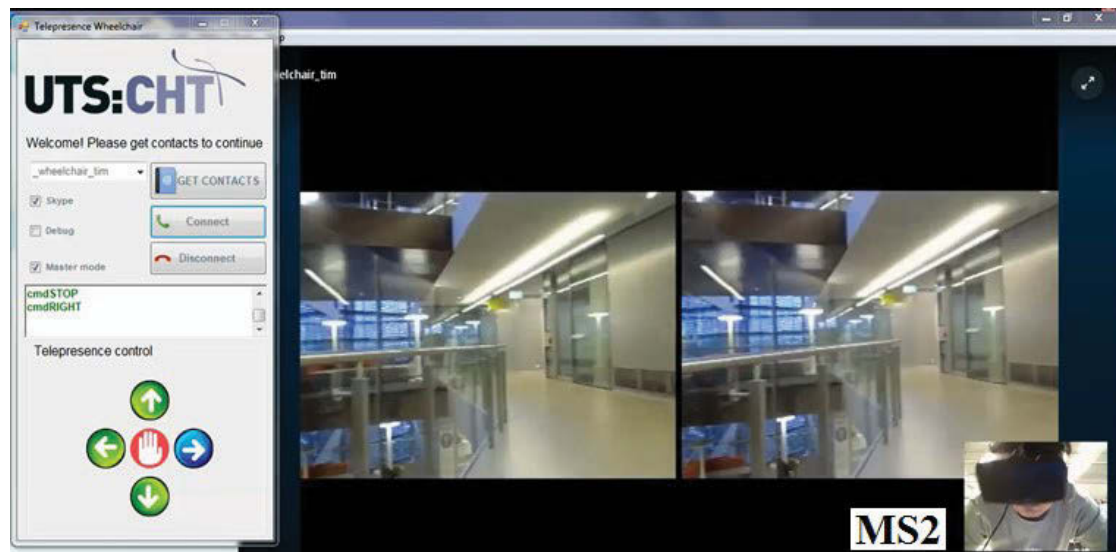 Telepresence Wheelchair
UTS:CHT
Welcome! Please get contacts to continue
_wheelchair_tim
GET CONTACTS
Skype
Connect
Debug
Disconnect
Master mode
cmdSTOP
cmdRIGHT
Telepresence control
p
elchair_tim
MS2